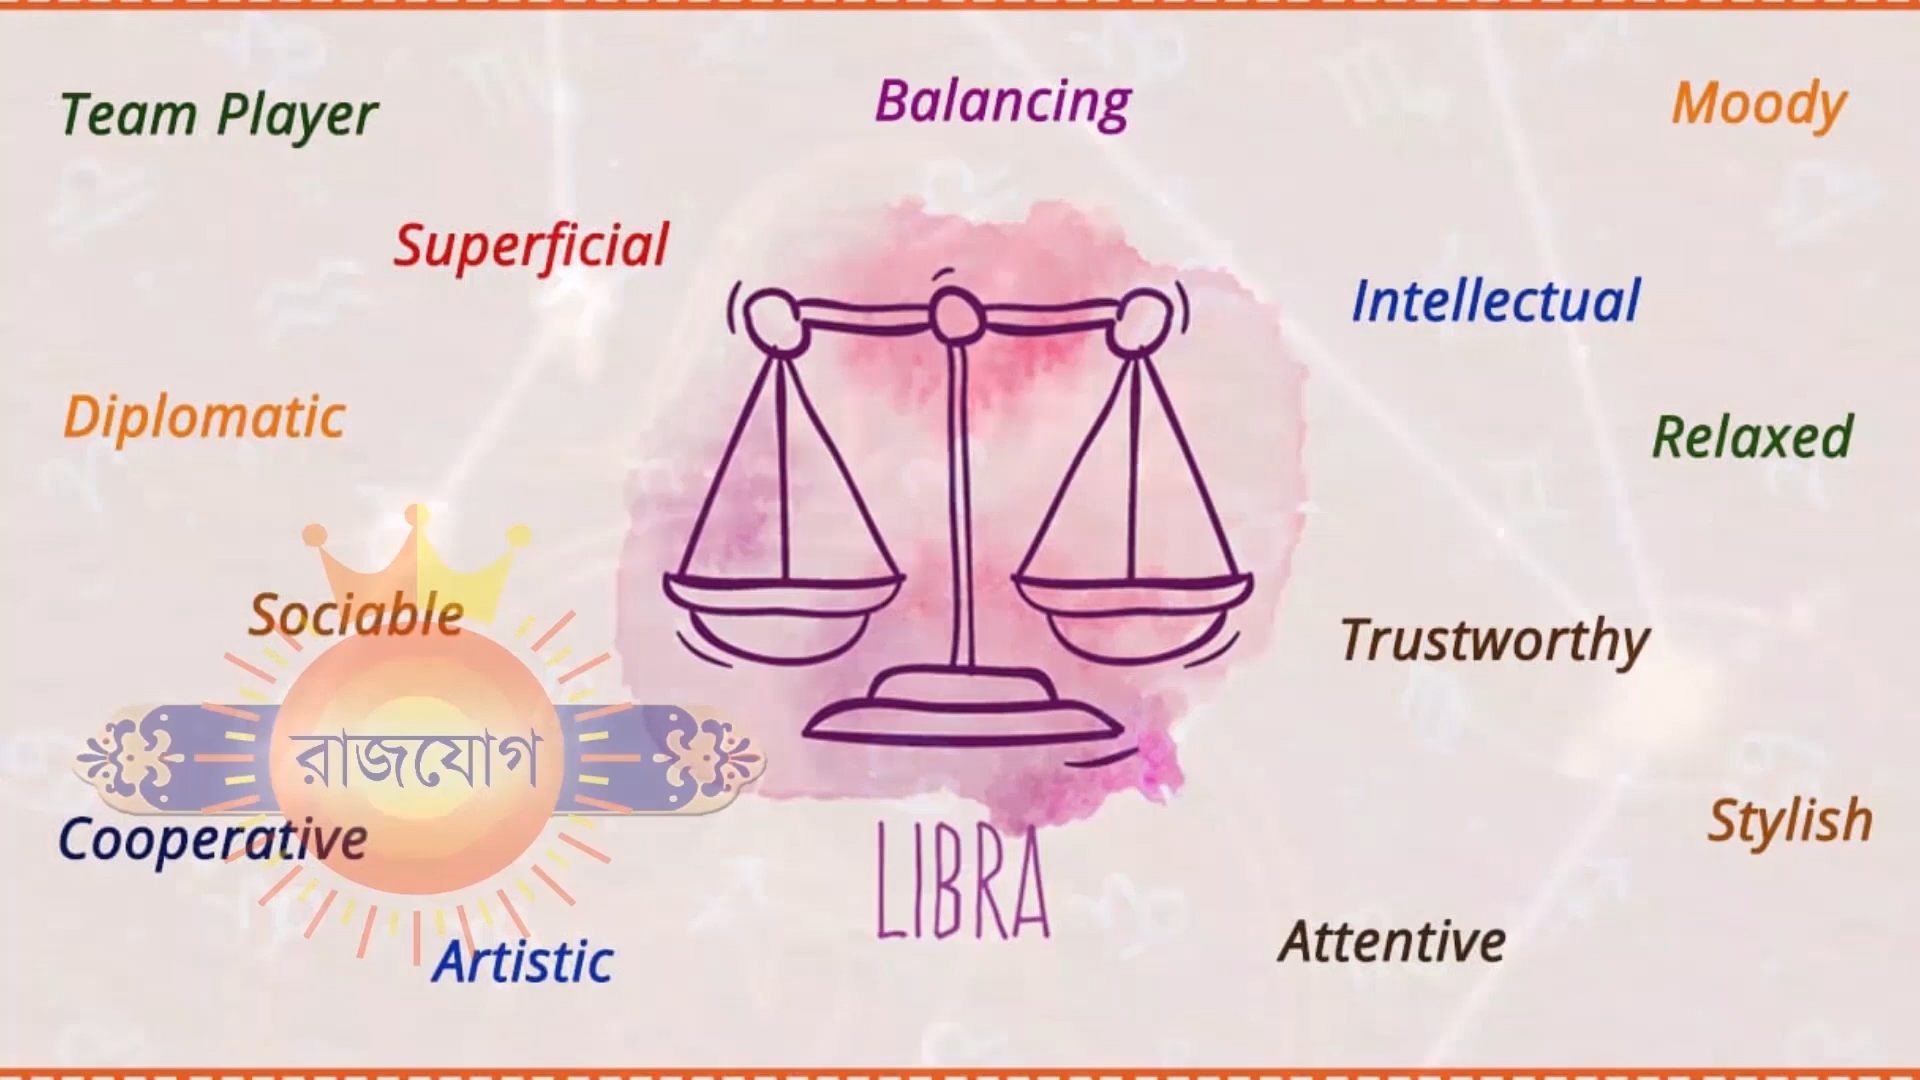 Team Player
Balancing
Moody
Superficial
Intellectual
Diplomatic
Relaxed
Sociable
Trustworthy
রাজযোগ
Cooperative
Stylish
LIBRA
Artistic
Attentive